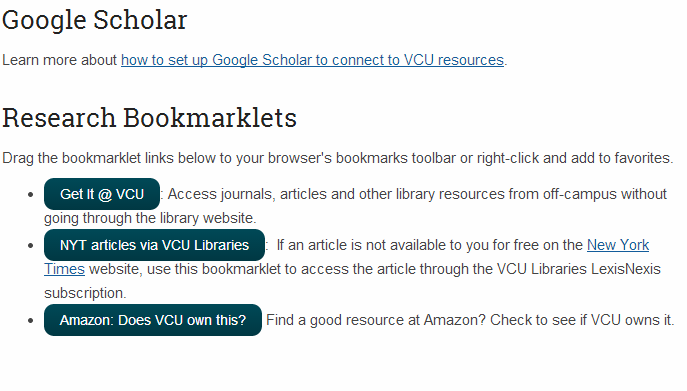 Google Scholar
Learn more about how to set up Google Scholar to connect to VCU resources.
Research Bookmarklets
Drag the bookmarklet links below to your browser's bookmarks toolbar or right-click and add to favorites.
Get It @ VCU : Access journals, articles and other library resources from off-campus without
going through the library website.
NYT articles via VCU Libraries : If an article is not available to you for free on the New York
Times website, use this bookmarklet to access the article through the VCU Libraries LexisNexis
subscription.
Amazon: Does VCU own this? Find a good resource at Amazon? Check to see if VCU owns it.